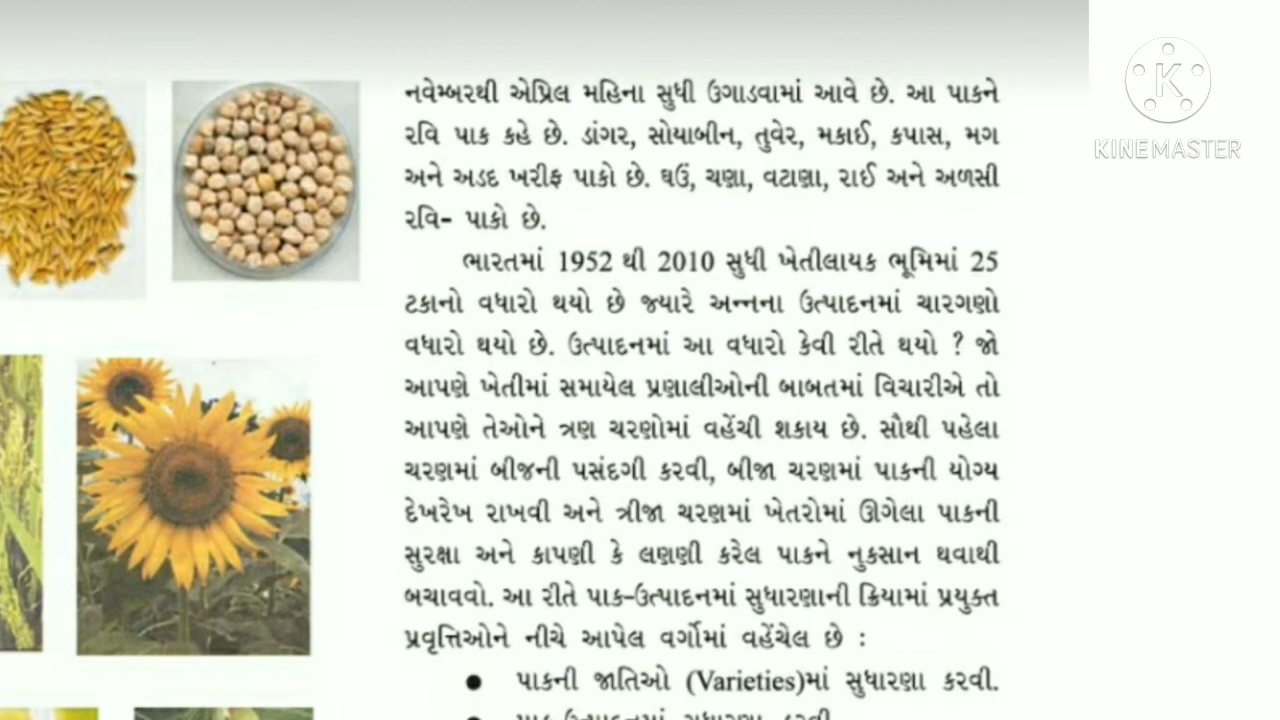 નવેમ્બરથી એપ્રિલ મહિના સુધી ઉગાડવામાં આવે છે. આ પાકને
રવિ પાક કહે છે. ડાંગર, સોયાબીન, તુવેર, મકાઈ, કપાસ, મગ
અને અડદ ખરીફ પાકો છે. ઘઉં, ચણા, વટાણા, રાઈ અને અળસી
રવિ- પાકો છે.
ભારતમાં 1952 થી 2010 સુધી ખેતીલાયક ભૂમિમાં 25
ટકાનો વધારો થયો છે જ્યારે અન્નના ઉત્પાદનમાં ચારગણો
વધારો થયો છે. ઉત્પાદનમાં આ વધારો કેવી રીતે થયો ? જો
આપણે ખેતીમાં સમાયેલ પ્રણાલીઓની બાબતમાં વિચારીએ તો
આપણે તેઓને ત્રણ ચરણોમાં વહેંચી શકાય છે. સૌથી પહેલા
ચરણમાં બીજની પસંદગી કરવી, બીજા ચરણમાં પાકની યોગ્ય
દેખરેખ રાખવી અને ત્રીજા ચરણમાં ખેતરોમાં ઊગેલા પાકની
સુરક્ષા અને કાપણી કે લણણી કરેલ પાકને નુકસાન થવાથી
બચાવવો. આ રીતે પાક-ઉત્પાદનમાં સુધારણાની ક્રિયામાં પ્રયુક્ત
પ્રવૃત્તિઓને નીચે આપેલ વર્ગોમાં વહેંચેલ છે :
● પાકની જાતિઓ (Varieties)માં સુધારણા કરવી.
KINEMASTER